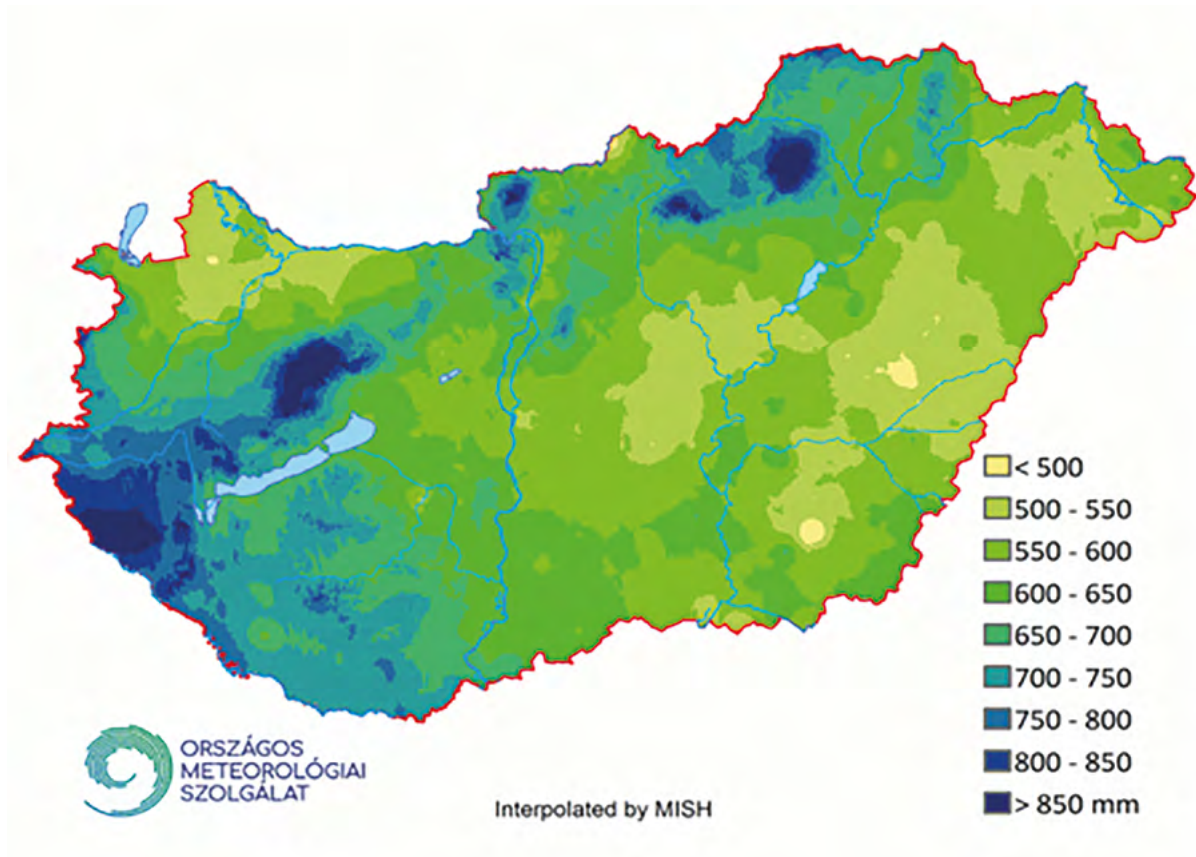 < 500
500 - 550
550 - 600
600 - 650
650 - 700
700 - 750
750 - 800
800 - 850
> 850 mm
ORSZÁGOS
METEOROLÓGIAI
SZOLGÁLAT
Interpolated by MISH